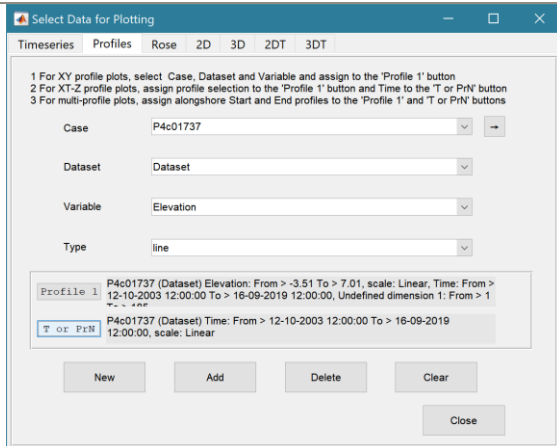 Select Data for Plotting
Timeseries Profiles Rose 2D 3D 2DT 3DT
1 For XY profile plots, select Case, Dataset and Variable and assign to the 'Profile 1' button
2 For XT-Z profile plots, assign profile selection to the 'Profile 1' button and Time to the 'T or PrN' button
3 For multi-profile plots, assign alongshore Start and End profiles to the 'Profile 1' and 'T or PrN' buttons
Case P4c01737
Dataset Dataset
Variable Elevation
Type line
Profile 1
P4c01737 (Dataset) Elevation: From > -3.51 To > 7.01, scale: Linear, Time: From >
12-10-2003 12:00:00 To > 16-09-2019 12:00:00, Undefined dimension 1: From > 1
To > 185
T or PrN
P4c01737 (Dataset) Time: From > 12-10-2003 12:00:00 To > 16-09-2019
12:00:00, scale: Linear
New Add Delete Clear
Close